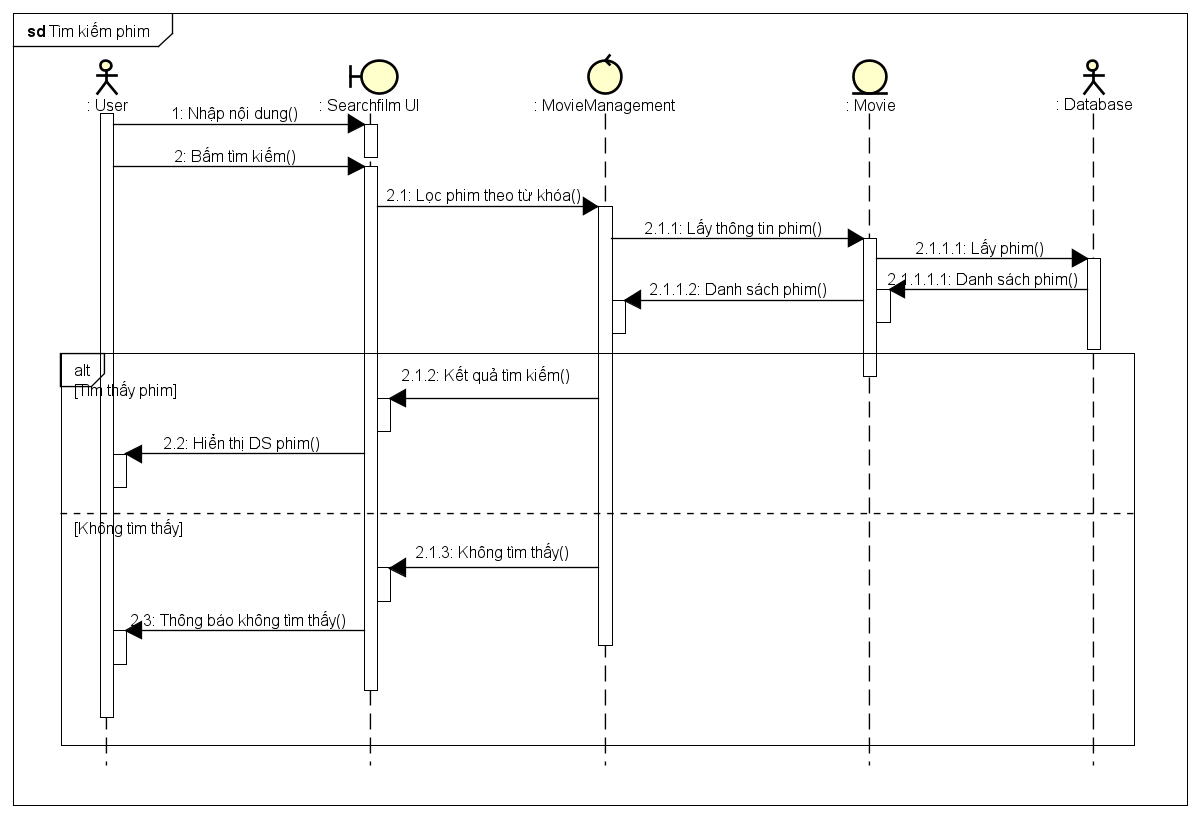 sd Tìm kiếm phim
: User
: Searchfilm UI
: MovieManagement
: Movie
: Database
1: Nhập nội dung()
2: Bấm tìm kiếm()
2.1: Lọc phim theo từ khóa()
2.1.1: Lấy thông tin phim()
2.1.1.1: Lấy phim()
2.1.1.1.1: Danh sách phim()
2.1.1.2: Danh sách phim()
alt
[Tìm thấy phim]
2.1.2: Kết quả tìm kiếm()
2.2: Hiển thị DS phim()
[Không tìm thấy]
2.1.3: Không tìm thấy()
2.3: Thông báo không tìm thấy()